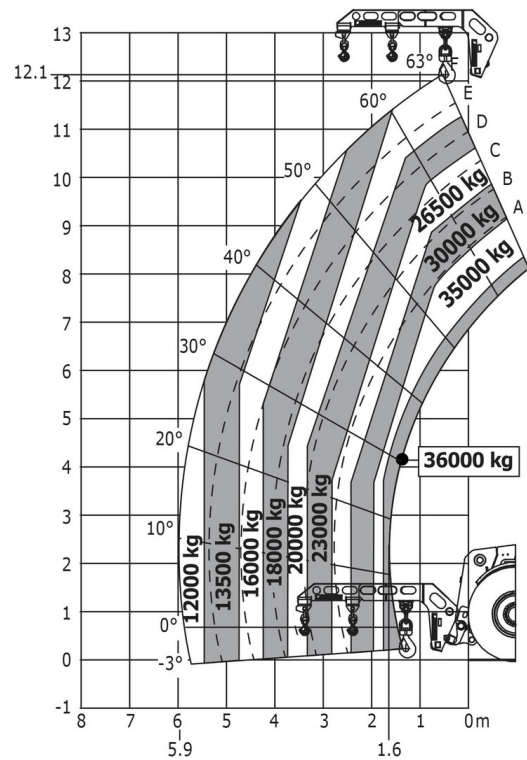 13
12.1
12
11
10
9
8
7
6
5
4
3
2
1
0
-1
63°
F
E
D
C
B
A
60°
50°
40°
30°
20°
10°
0°
-3°
26500 kg
30000 kg
35000 kg
36000 kg
12000 kg
13500 kg
16000 kg
18000 kg
20000 kg
23000 kg
8 7 6 5 4 3 2 1 0m
5.9 1.6